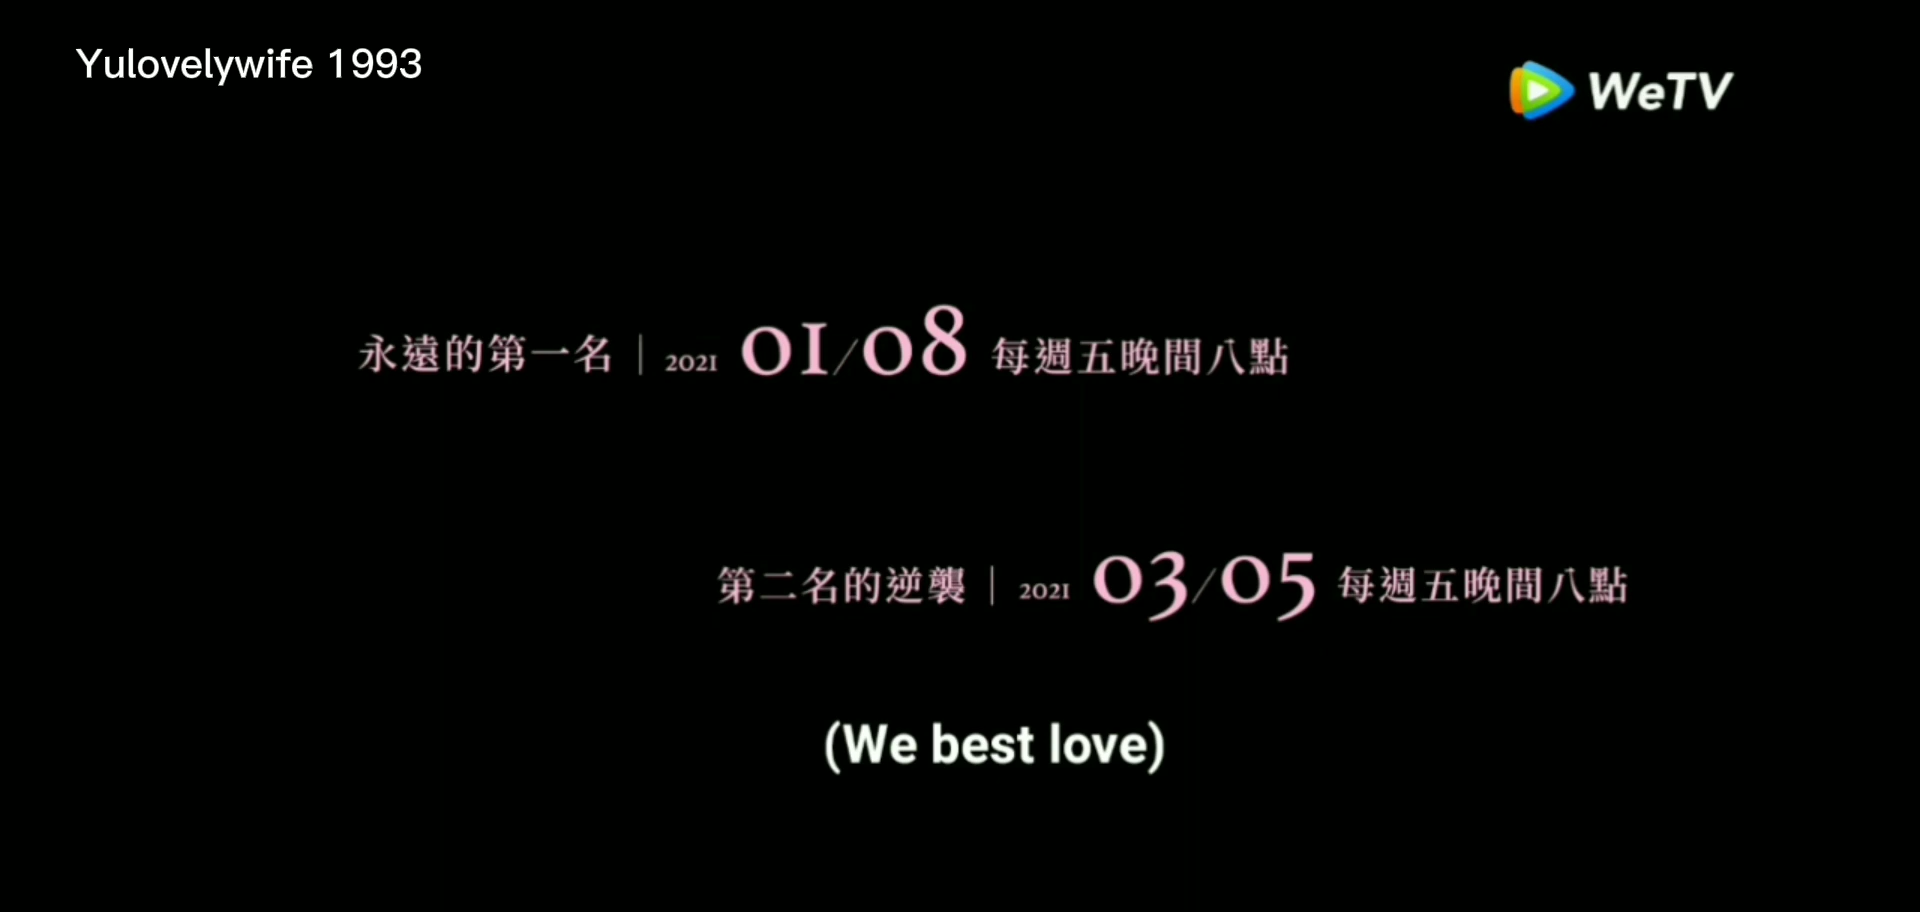 Yulovelywife 1993
WeTV
永遠的第一名｜2021 01/08 每週五晚間八點
第二名的逆襲｜2021 03/05 每週五晚間八點
(We best love)